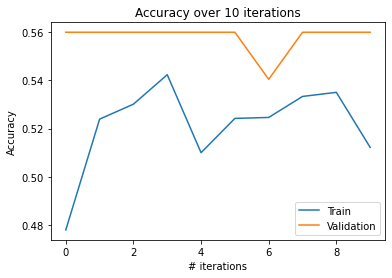 Accuracy over 10 iterations
0.56
0.54
0.52
0.50
0.48
Accuracy
0 2 4 6 8
# iterations
Train
Validation